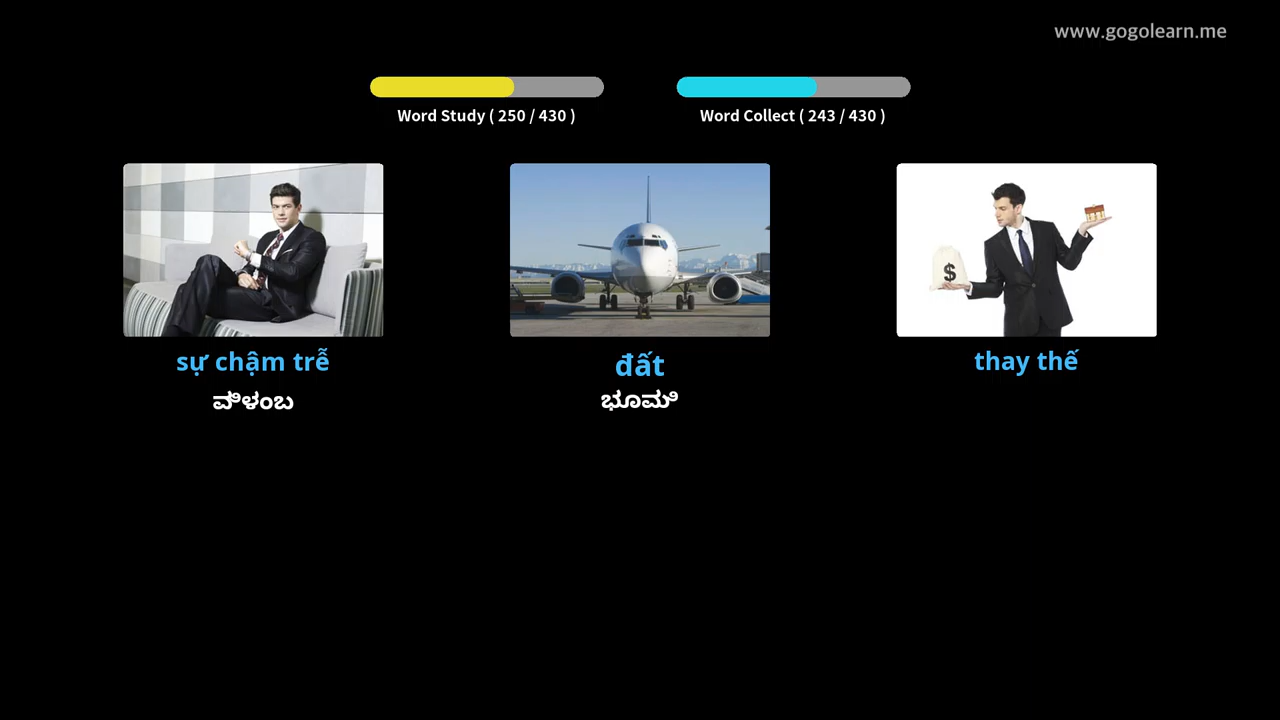 www.gogolearn.me
Word Study ( 250 / 430 )
Word Collect ( 243 / 430 )
sự chậm trễ
ವಿಳಂಬ
đất
ಭೂಮಿ
thay thế
$